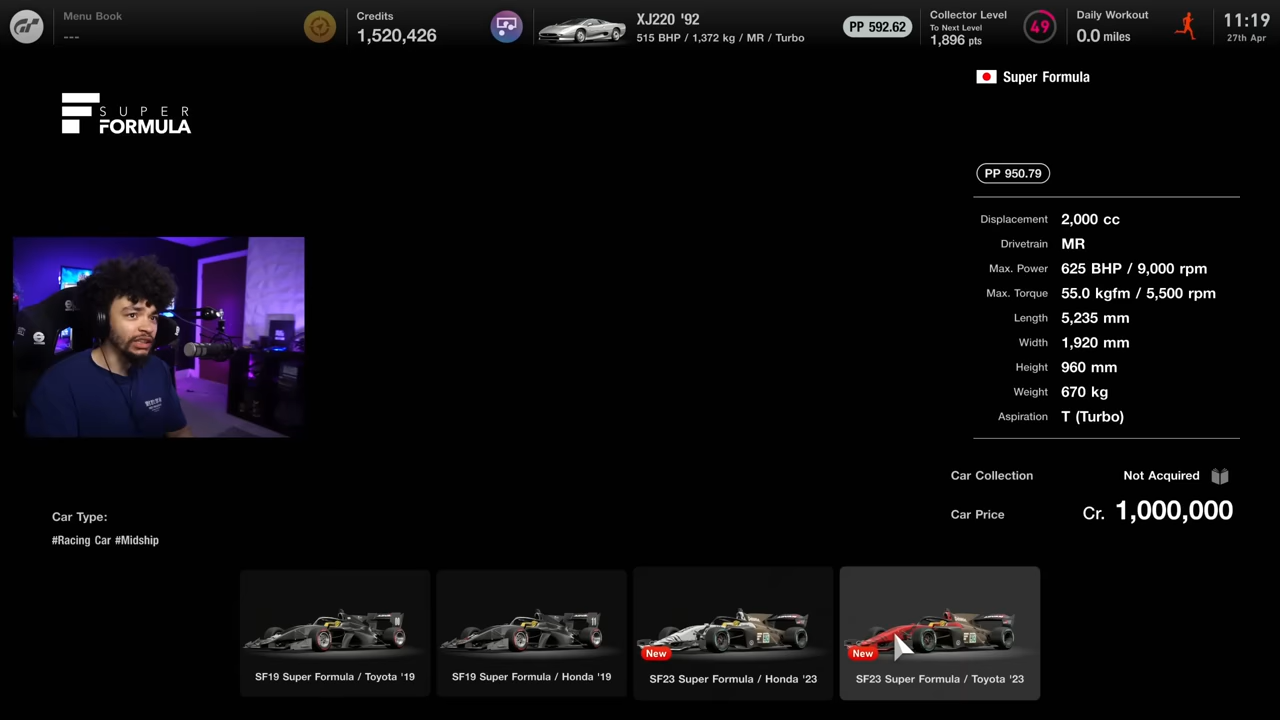 Menu Book
---
Credits
1,520,426
XJ220 '92
515 BHP / 1,372 kg / MR / Turbo
PP 592.62
Collector Level
To Next Level
1,896 pts
49
Daily Workout
0.0 miles
11:19
27th Apr
SUPER
FORMULA
Super Formula
PP 950.79
Displacement 2,000 cc
Drivetrain MR
Max. Power 625 BHP / 9,000 rpm
Max. Torque 55.0 kgfm / 5,500 rpm
Length 5,235 mm
Width 1,920 mm
Height 960 mm
Weight 670 kg
Aspiration T (Turbo)
Car Collection Not Acquired
Car Price Cr. 1,000,000
Car Type:
#Racing Car #Midship
SF19 Super Formula / Toyota '19
SF19 Super Formula / Honda '19
New
SF23 Super Formula / Honda '23
New
SF23 Super Formula / Toyota '23